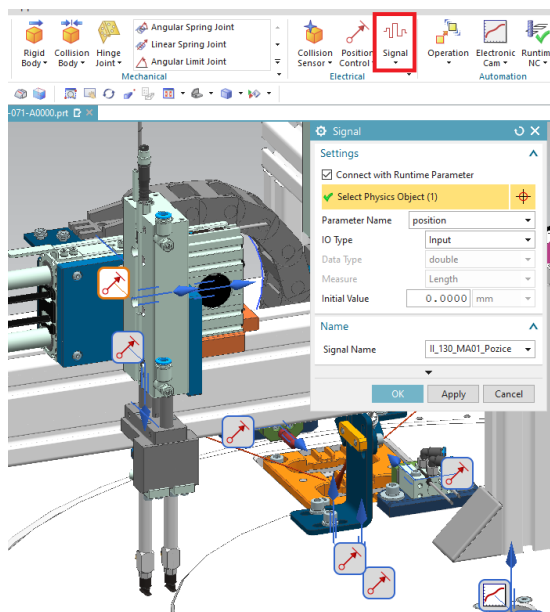 Rigid Body
Collision Body
Hinge Joint
Angular Spring Joint
Linear Spring Joint
Angular Limit Joint
Mechanical
Collision Sensor
Position Control
Signal
Electrical
Operation
Electronic Cam
Runtime NC
Automation
-071-A0000.prt
Signal
Settings
Connect with Runtime Parameter
Select Physics Object (1)
Parameter Name position
IO Type Input
Data Type double
Measure Length
Initial Value 0.0000 mm
Name
Signal Name II_130_MA01_Pozice
OK Apply Cancel